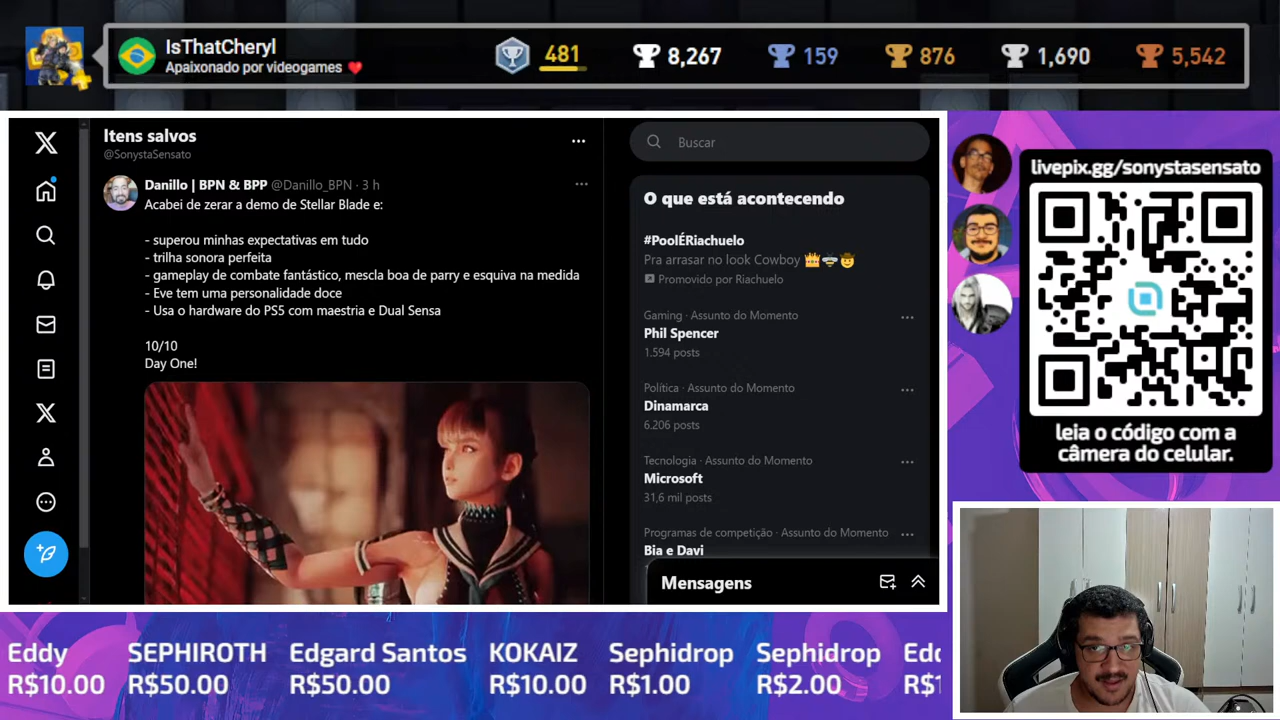 IsThatCheryl
Apaixonado por videogames ❤️
481
8,267
159
876
1,690
5,542
Itens salvos
@SonystaSensato
Danillo | BPN & BPP @Danillo_BPN · 3 h
Acabei de zerar a demo de Stellar Blade e:
- superou minhas expectativas em tudo
- trilha sonora perfeita
- gameplay de combate fantástico, mescla boa de parry e esquiva na medida
- Eve tem uma personalidade doce
- Usa o hardware do PS5 com maestria e Dual Sensa
10/10
Day One!
Buscar
O que está acontecendo
#PoolÉRiachuelo
Pra arrasar no look Cowboy 👑🐝🤠
Promovido por Riachuelo
Gaming · Assunto do Momento
Phil Spencer
1.594 posts
Política · Assunto do Momento
Dinamarca
6.206 posts
Tecnologia · Assunto do Momento
Microsoft
31,6 mil posts
Programas de competição · Assunto do Momento
Bia e Davi
Mensagens
livepix.gg/sonystasensato
leia o código com a
câmera do celular.
Eddy SEPHIROTH Edgard Santos KOKAIZ Sephidrop Sephidrop Edd
R$10.00 R$50.00 R$50.00 R$10.00 R$1.00 R$2.00 R$1